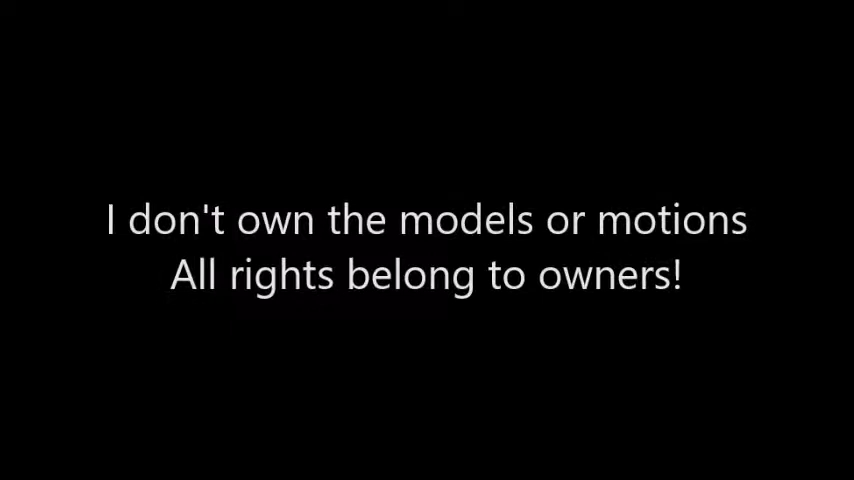 I don't own the models or motions
All rights belong to owners!